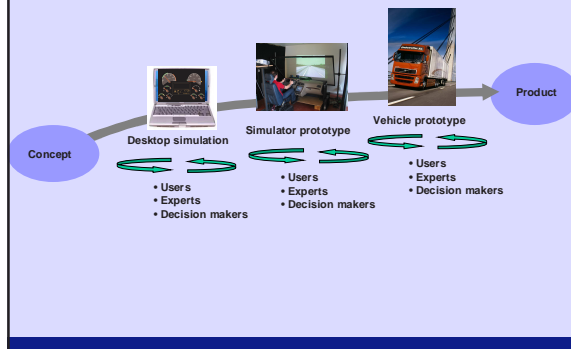 Concept
Desktop simulation
• Users
• Experts
• Decision makers
Simulator prototype
• Users
• Experts
• Decision makers
Vehicle prototype
• Users
• Experts
• Decision makers
Product